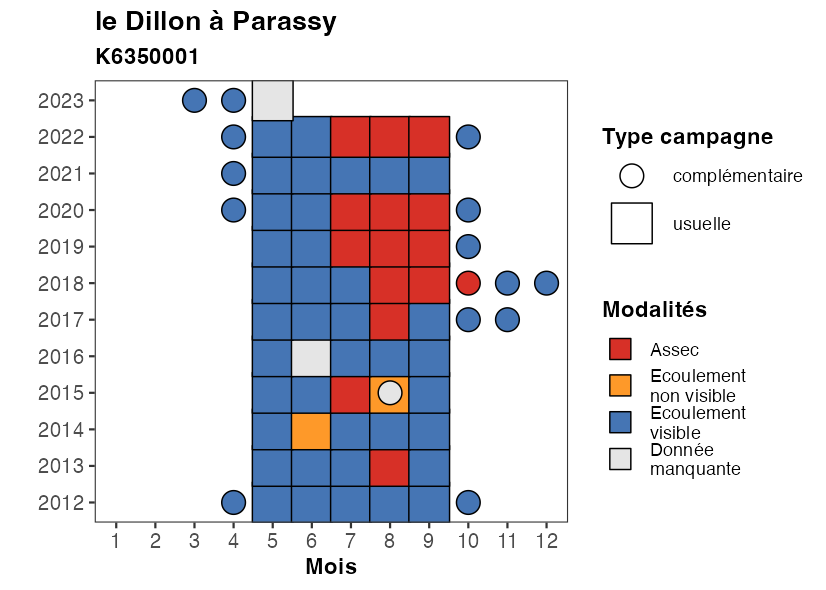 le Dillon à Parassy
K6350001
2023
2022
2021
2020
2019
2018
2017
2016
2015
2014
2013
2012
1 2 3 4 5 6 7 8 9 10 11 12
Mois
Type campagne
complémentaire
usuelle
Modalités
Assec
Ecoulement
non visible
Ecoulement
visible
Donnée
manquante